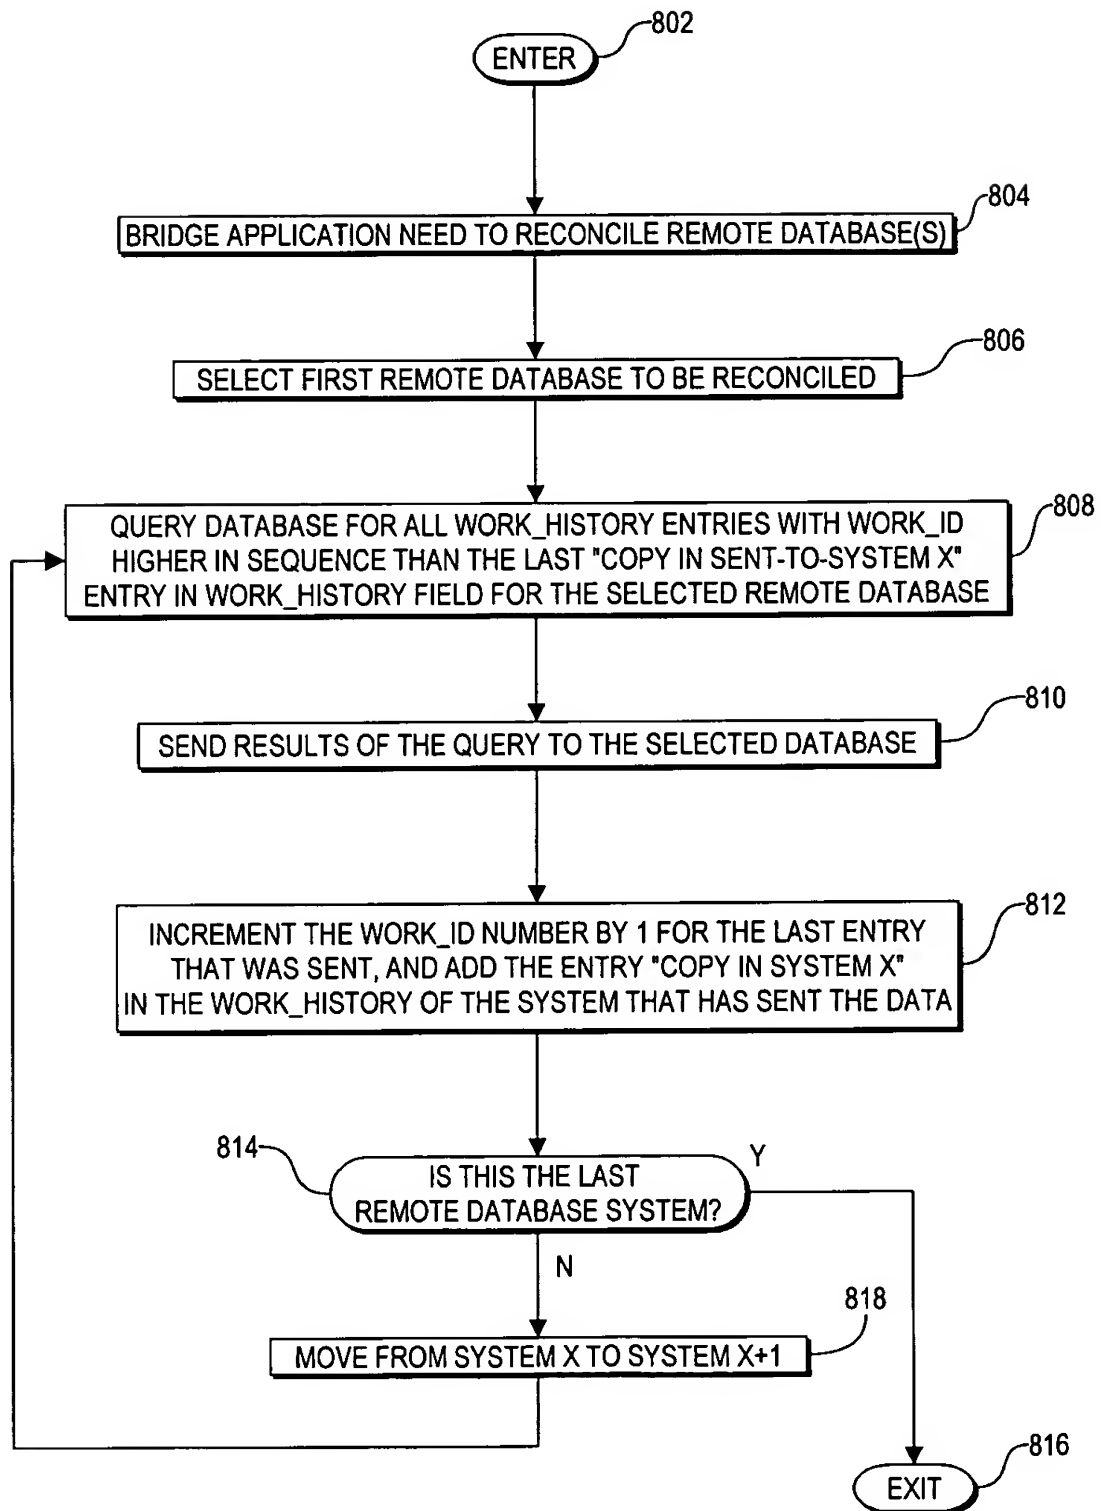 802
ENTER
804
BRIDGE APPLICATION NEED TO RECONCILE REMOTE DATABASE(S)
806
SELECT FIRST REMOTE DATABASE TO BE RECONCILED
808
QUERY DATABASE FOR ALL WORK_HISTORY ENTRIES WITH WORK_ID
HIGHER IN SEQUENCE THAN THE LAST "COPY IN SENT-TO-SYSTEM X"
ENTRY IN WORK_HISTORY FIELD FOR THE SELECTED REMOTE DATABASE
810
SEND RESULTS OF THE QUERY TO THE SELECTED DATABASE
812
INCREMENT THE WORK_ID NUMBER BY 1 FOR THE LAST ENTRY
THAT WAS SENT, AND ADD THE ENTRY "COPY IN SYSTEM X"
IN THE WORK_HISTORY OF THE SYSTEM THAT HAS SENT THE DATA
814
IS THIS THE LAST
REMOTE DATABASE SYSTEM?
Y
N
818
MOVE FROM SYSTEM X TO SYSTEM X+1
816
EXIT